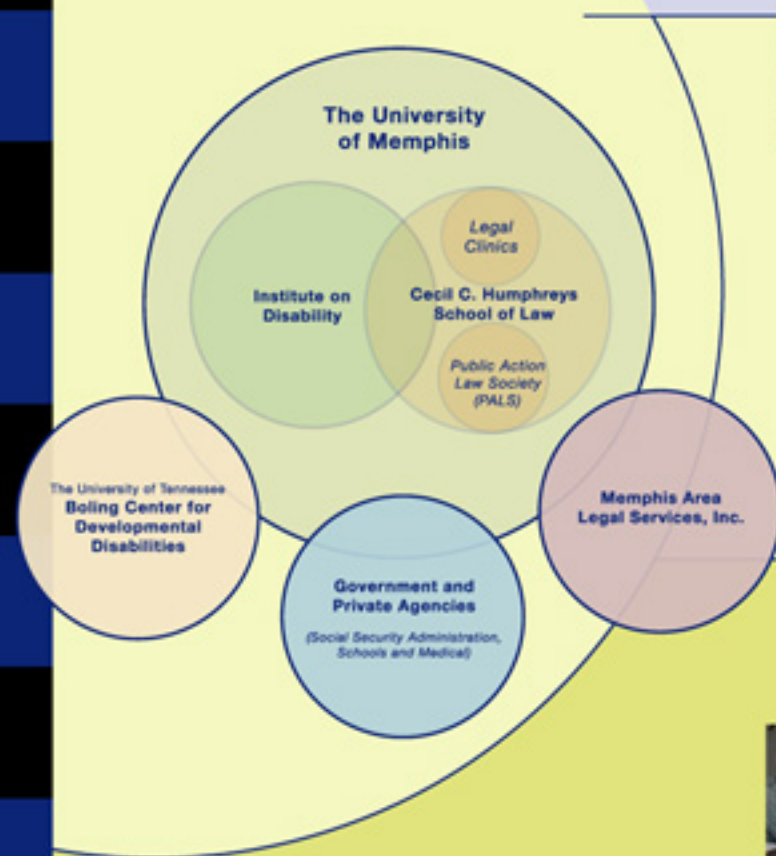 The University
of Memphis
Legal
Clinics
Institute on
Disability
Cecil C. Humphreys
School of Law
Public Action
Law Society
(PALS)
The University of Tennessee
Boling Center for
Developmental
Disabilities
Memphis Area
Legal Services, Inc.
Government and
Private Agencies
(Social Security Administration,
Schools and Medical)